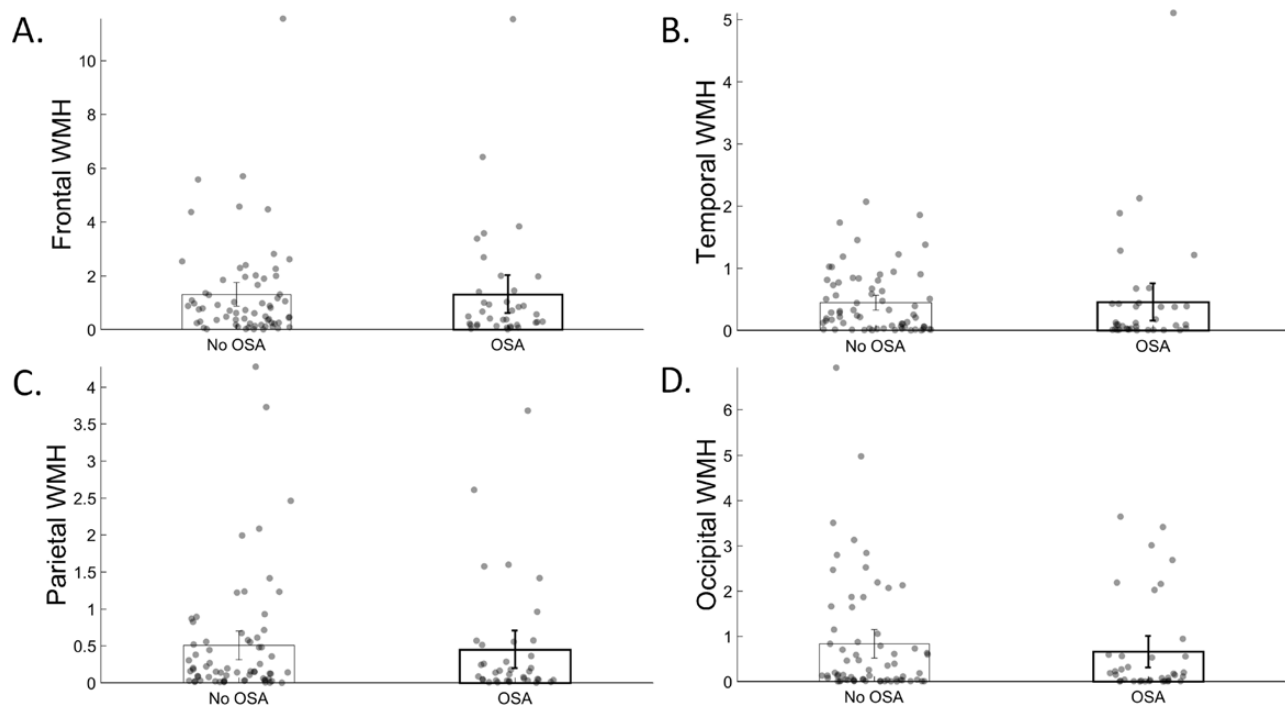 A.
Frontal WMH
10
8
6
4
2
0
No OSA
OSA
B.
Temporal WMH
5
4
3
2
1
0
No OSA
OSA
C.
Parietal WMH
4
3.5
3
2.5
2
1.5
1
0.5
0
No OSA
OSA
D.
Occipital WMH
6
5
4
3
2
1
0
No OSA
OSA